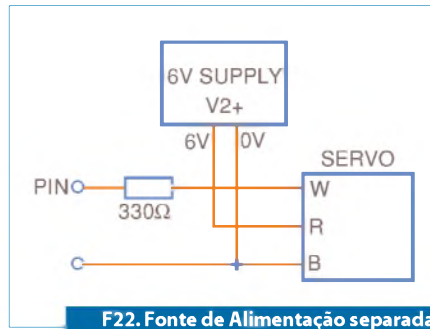 6V SUPPLY
V2+
6V 0V
SERVO
PIN
W
330Ω
R
B
F22. Fonte de Alimentação separada